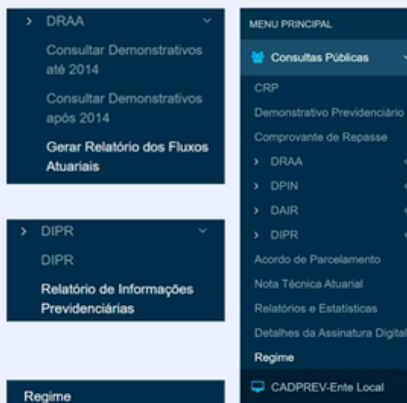 > DRAA
Consultar Demonstrativos
até 2014
Consultar Demonstrativos
após 2014
Gerar Relatório dos Fluxos
Atuariais
> DIPR
DIPR
Relatório de Informações
Previdenciárias
Regime
MENU PRINCIPAL
Consultas Públicas
CRP
Demonstrativo Previdenciário
Comprovante de Repasse
> DRAA
> DPIN
> DAIR
> DIPR
Acordo de Parcelamento
Nota Técnica Atuarial
Relatórios e Estatísticas
Detalhes da Assinatura Digital
Regime
CADPREV-Ente Local